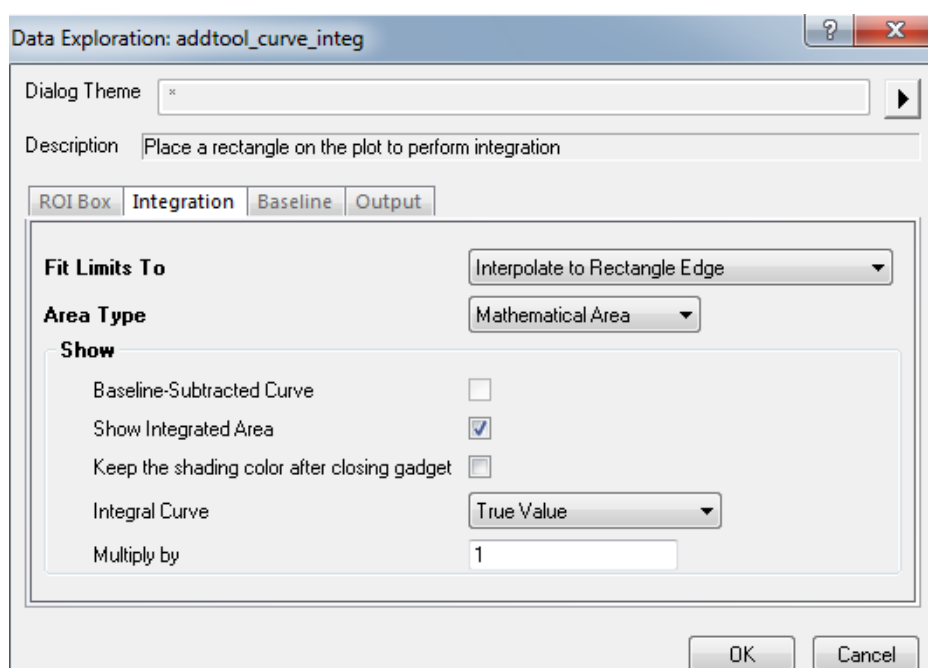 Data Exploration: addtool_curve_integ
Dialog Theme *
Description Place a rectangle on the plot to perform integration
ROI Box Integration Baseline Output
Fit Limits To Interpolate to Rectangle Edge
Area Type Mathematical Area
Show
Baseline-Subtracted Curve
Show Integrated Area
Keep the shading color after closing gadget
Integral Curve True Value
Multiply by 1
OK Cancel